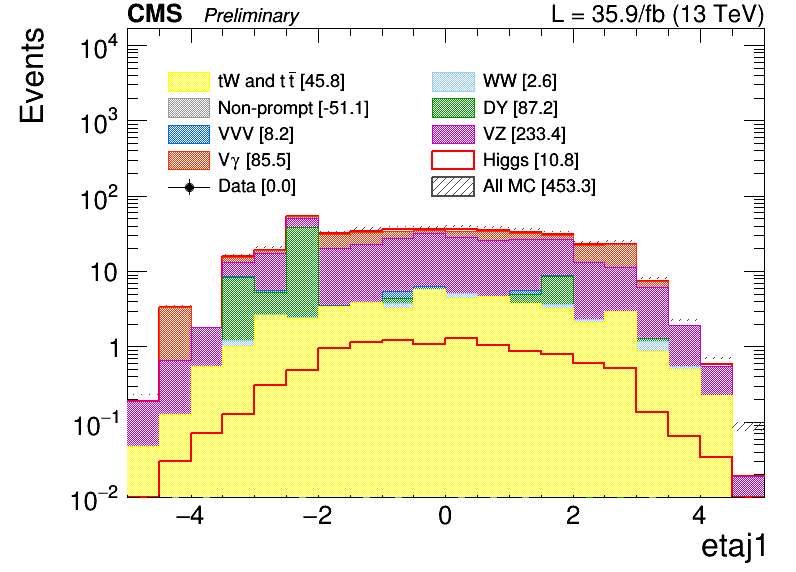 CMS Preliminary L = 35.9/fb (13 TeV)
Events
10⁴
10³
10²
10
1
10⁻¹
10⁻²
tW and t t̄ [45.8] WW [2.6]
Non-prompt [-51.1] DY [87.2]
VVV [8.2] VZ [233.4]
Vγ [85.5] Higgs [10.8]
Data [0.0] All MC [453.3]
−4 −2 0 2 4
etaj1